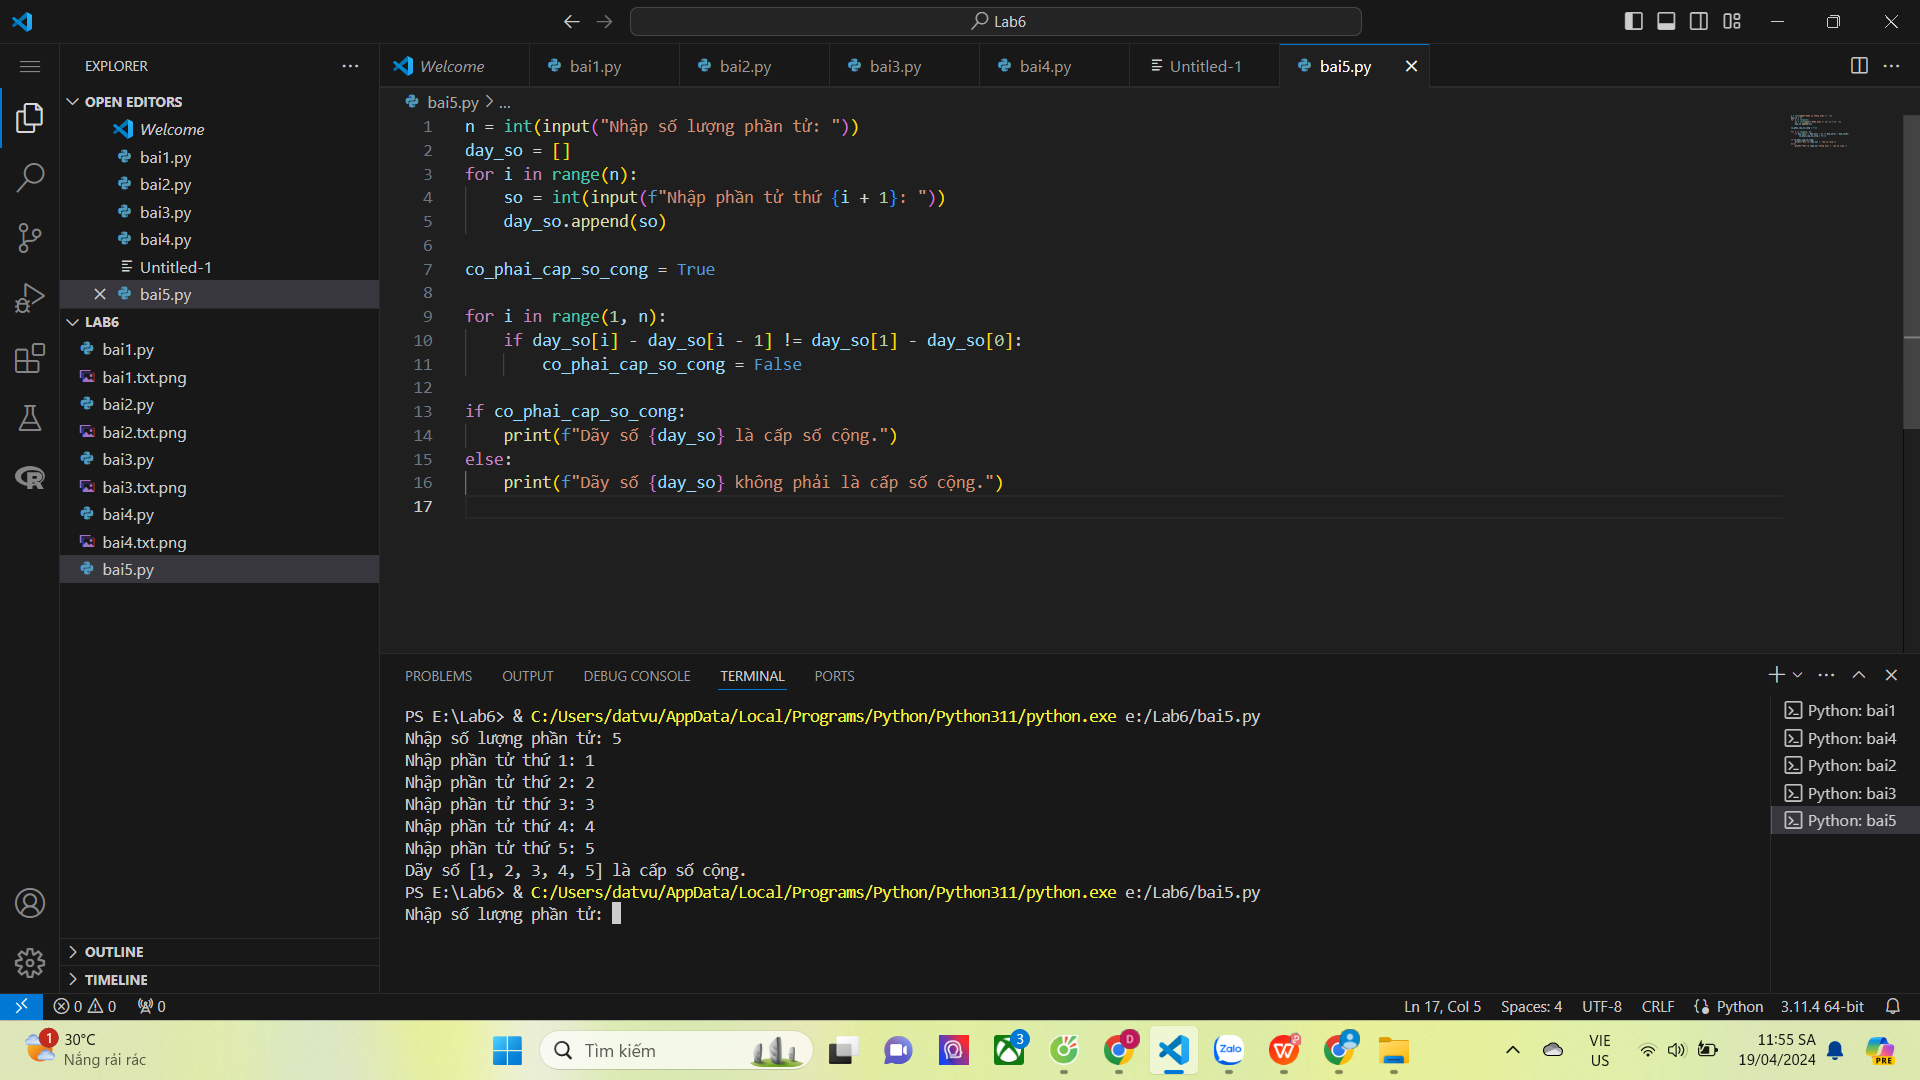 Lab6
EXPLORER
Welcome
bai1.py
bai2.py
bai3.py
bai4.py
Untitled-1
bai5.py
OPEN EDITORS
Welcome
bai1.py
bai2.py
bai3.py
bai4.py
Untitled-1
bai5.py
LAB6
bai1.py
bai1.txt.png
bai2.py
bai2.txt.png
bai3.py
bai3.txt.png
bai4.py
bai4.txt.png
bai5.py
OUTLINE
TIMELINE
bai5.py > ...
1 n = int(input("Nhập số lượng phần tử: "))
2 day_so = []
3 for i in range(n):
4 so = int(input(f"Nhập phần tử thứ {i + 1}: "))
5 day_so.append(so)
6
7 co_phai_cap_so_cong = True
8
9 for i in range(1, n):
10 if day_so[i] - day_so[i - 1] != day_so[1] - day_so[0]:
11 co_phai_cap_so_cong = False
12
13 if co_phai_cap_so_cong:
14 print(f"Dãy số {day_so} là cấp số cộng.")
15 else:
16 print(f"Dãy số {day_so} không phải là cấp số cộng.")
17
PROBLEMS OUTPUT DEBUG CONSOLE TERMINAL PORTS
PS E:\Lab6> & C:/Users/datvu/AppData/Local/Programs/Python/Python311/python.exe e:/Lab6/bai5.py
Nhập số lượng phần tử: 5
Nhập phần tử thứ 1: 1
Nhập phần tử thứ 2: 2
Nhập phần tử thứ 3: 3
Nhập phần tử thứ 4: 4
Nhập phần tử thứ 5: 5
Dãy số [1, 2, 3, 4, 5] là cấp số cộng.
PS E:\Lab6> & C:/Users/datvu/AppData/Local/Programs/Python/Python311/python.exe e:/Lab6/bai5.py
Nhập số lượng phần tử:
Python: bai1
Python: bai4
Python: bai2
Python: bai3
Python: bai5
0 0 0
Ln 17, Col 5 Spaces: 4 UTF-8 CRLF Python 3.11.4 64-bit
1
30°C
Nắng rải rác
Tìm kiếm
3
D
Zalo
VIE
US
11:55 SA
19/04/2024
PRE